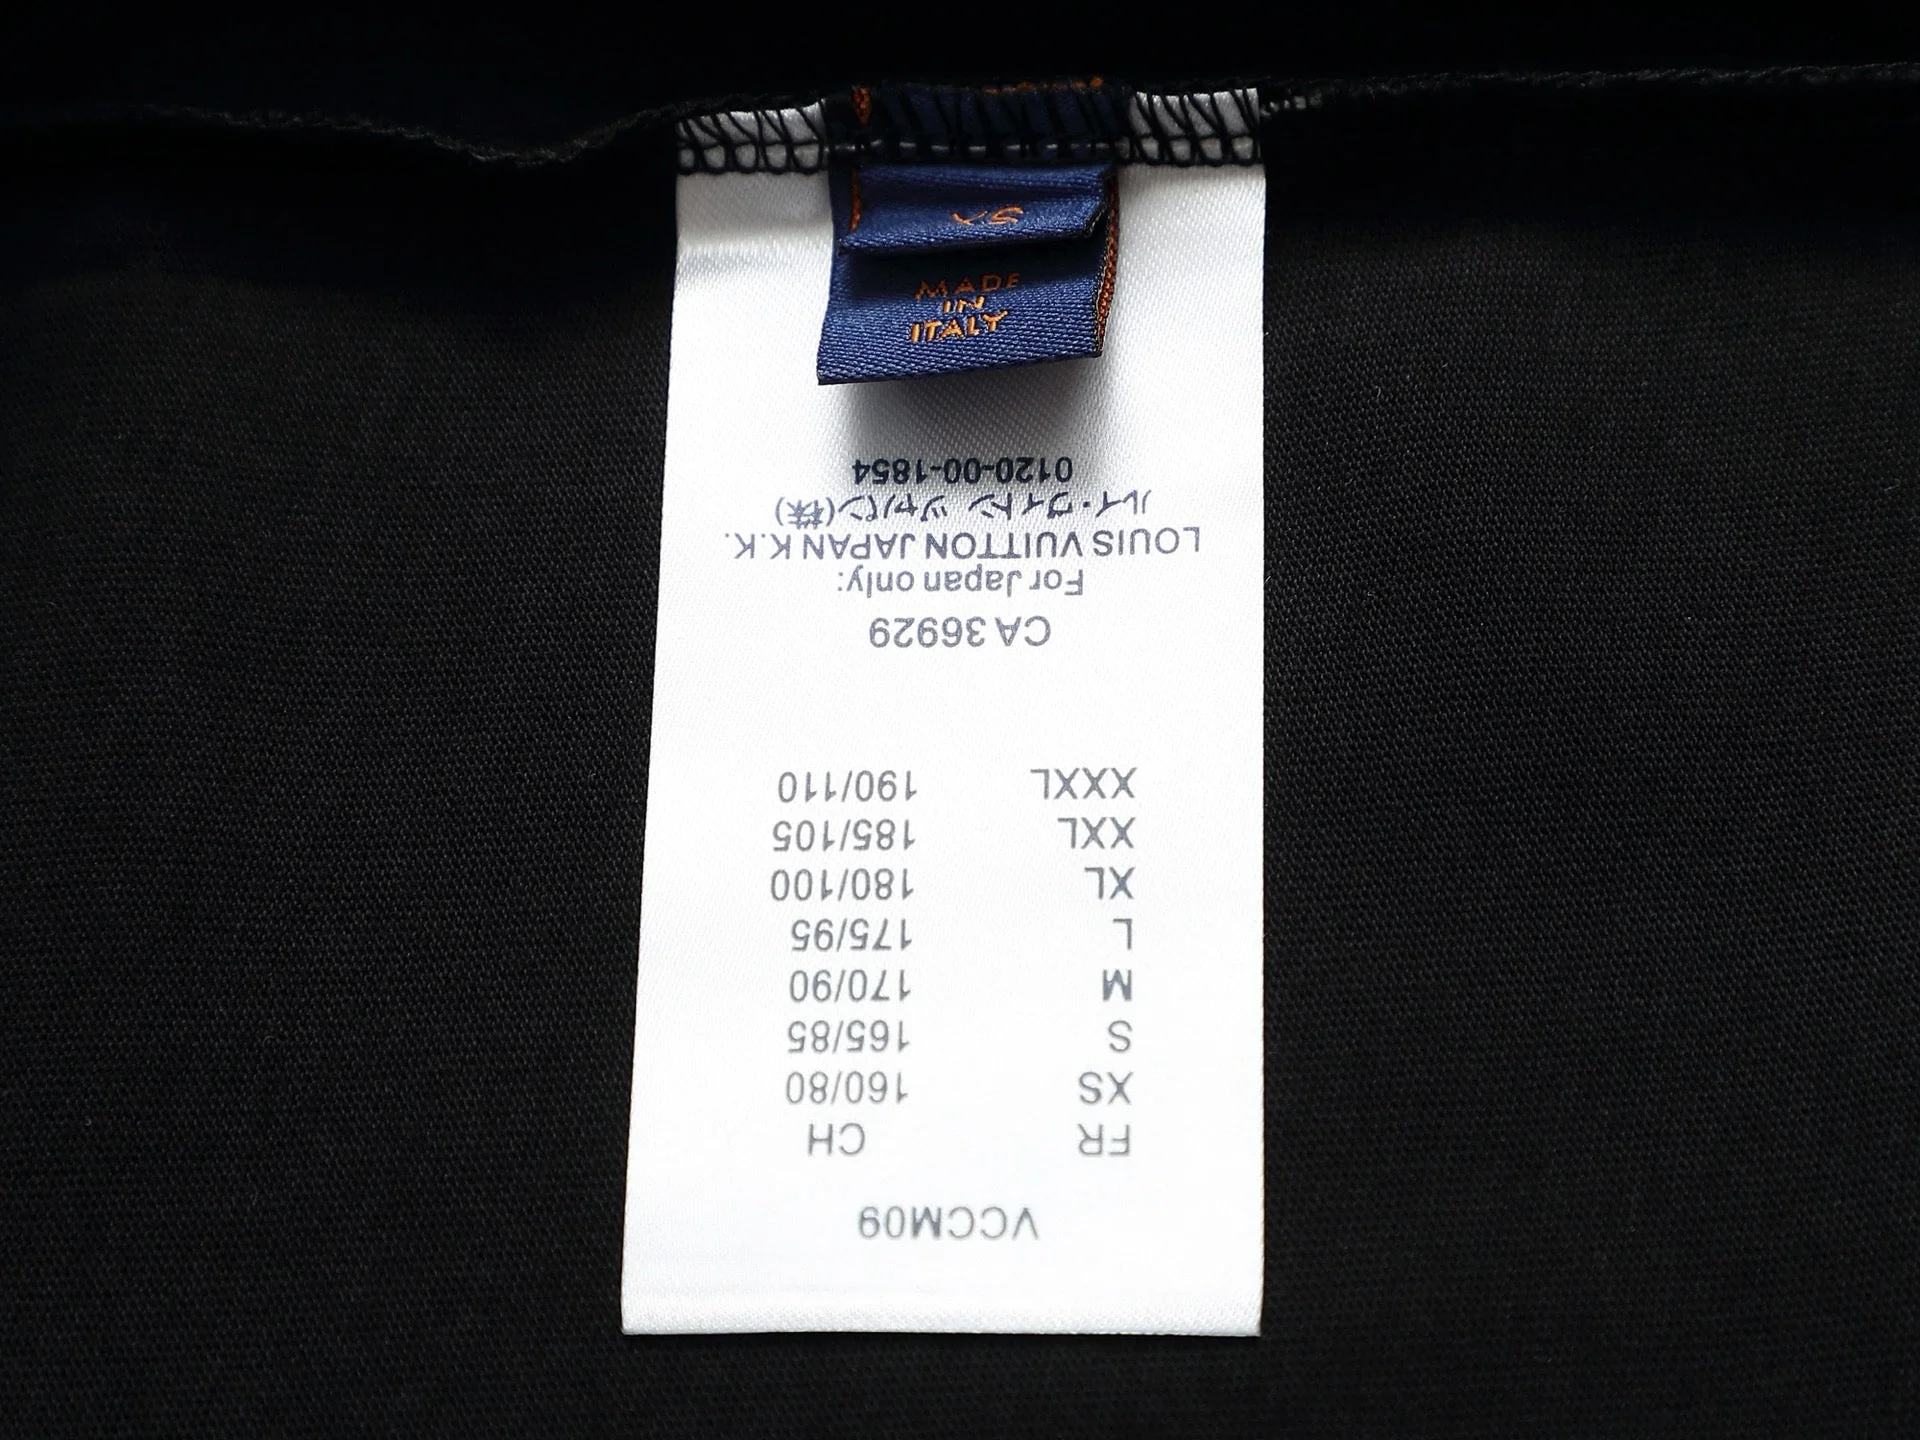 XS
MADE
IN
ITALY
VCCM09
FR CH
XS 160/80
S 165/85
M 170/90
L 175/95
XL 180/100
XXL 185/105
XXXL 190/110
CA 36929
For Japan only:
LOUIS VUITTON JAPAN K.K.
ルイ・ヴィトン ジャパン(株)
0120-00-1854